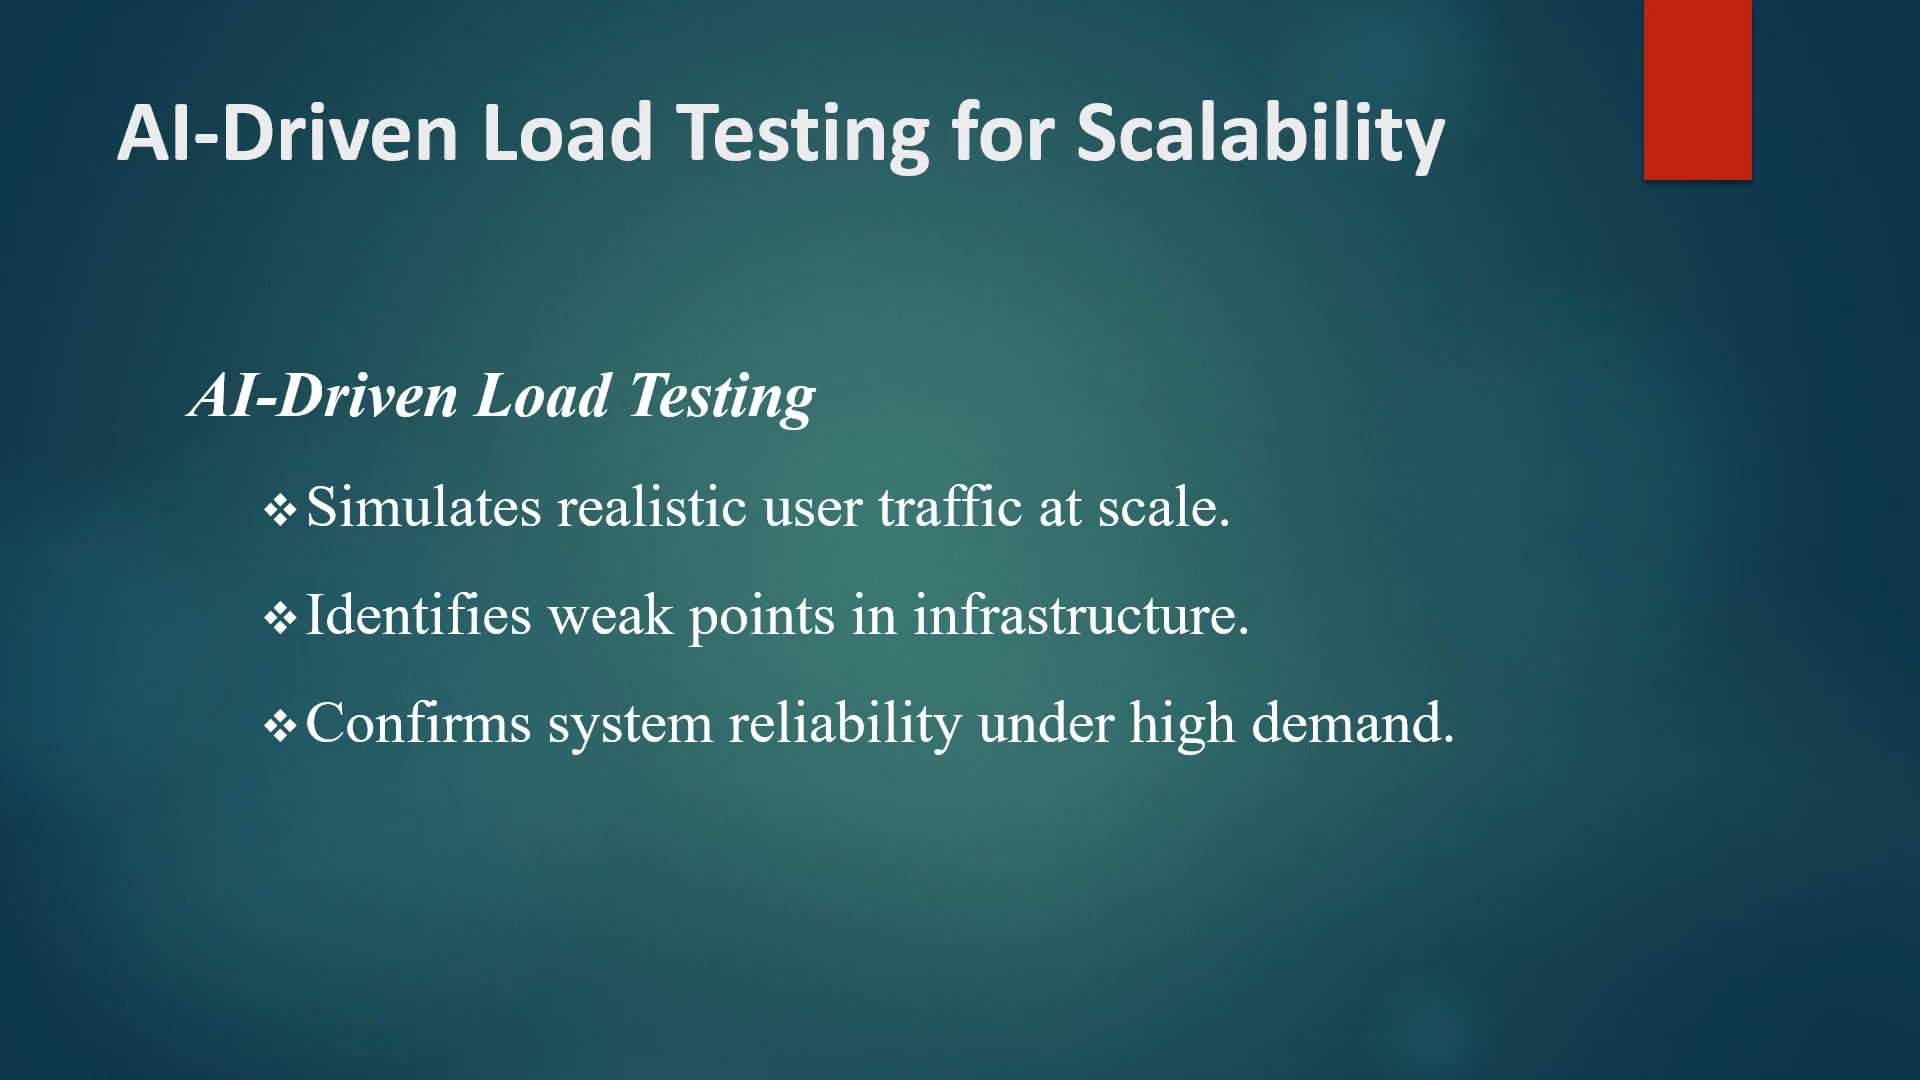 AI-Driven Load Testing for Scalability
AI-Driven Load Testing
❖Simulates realistic user traffic at scale.
❖Identifies weak points in infrastructure.
❖Confirms system reliability under high demand.